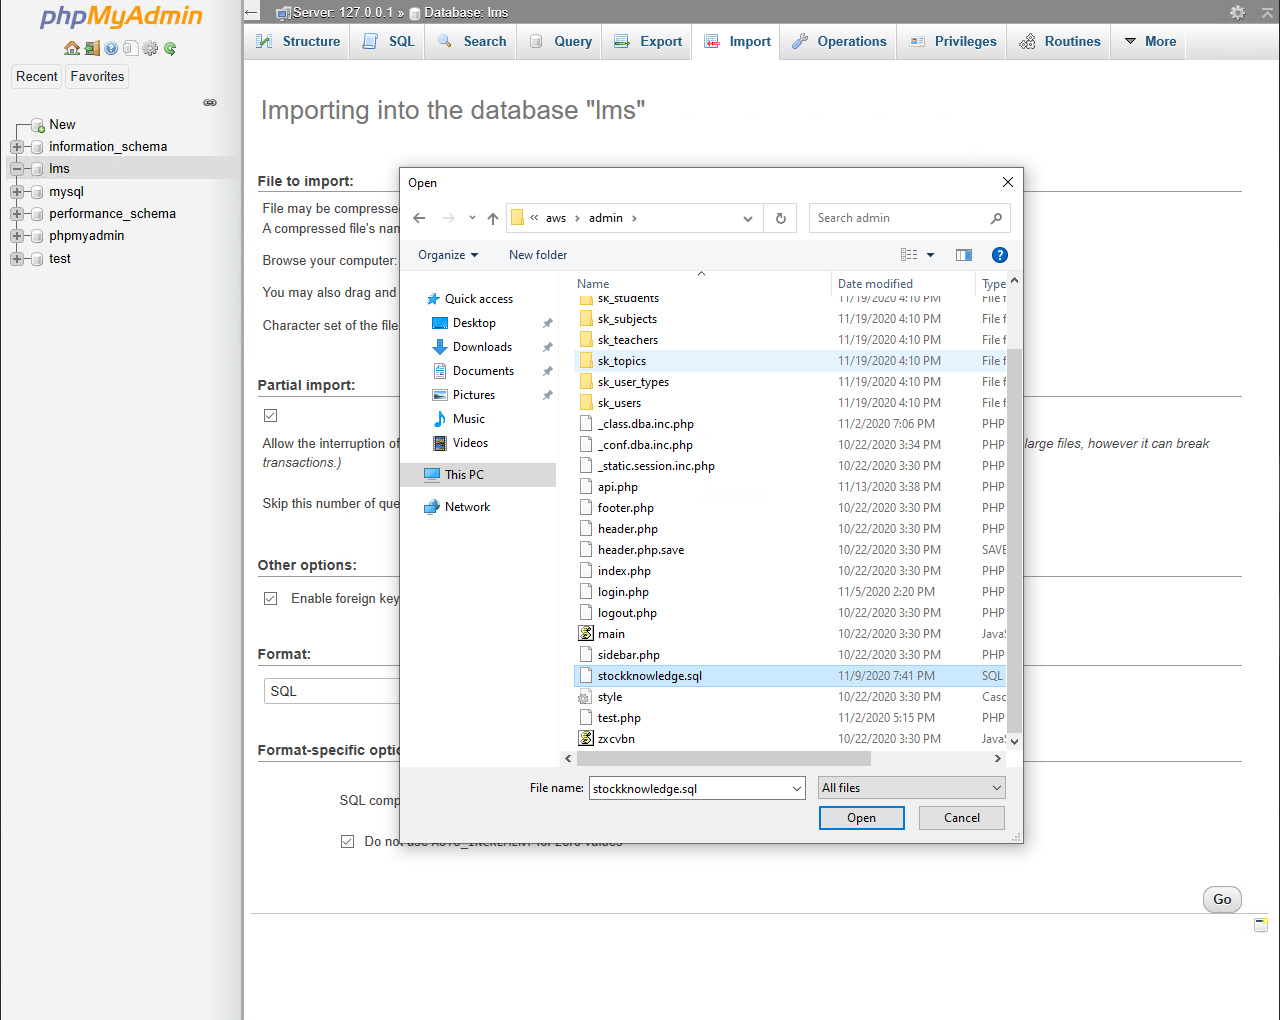 phpMyAdmin
Recent
Favorites
New
information_schema
lms
mysql
performance_schema
phpmyadmin
test
Server: 127.0.0.1 » Database: lms
Structure
SQL
Search
Query
Export
Import
Operations
Privileges
Routines
More
Importing into the database "lms"
File to import:
File may be compressed
A compressed file's nam
Browse your computer:
You may also drag and
Character set of the file
Partial import:
Allow the interruption of
large files, however it can break
transactions.)
Skip this number of que
Other options:
Enable foreign key
Format:
SQL
Format-specific optio
SQL comp
Do not use AUTO_INCREMENT for zero values
Go
Open
« aws > admin >
Search admin
Organize
New folder
Quick access
Desktop
Downloads
Documents
Pictures
Music
Videos
This PC
Network
Name Date modified Type
sk_students 11/19/2020 4:10 PM File f
sk_subjects 11/19/2020 4:10 PM File f
sk_teachers 11/19/2020 4:10 PM File f
sk_topics 11/19/2020 4:10 PM File f
sk_user_types 11/19/2020 4:10 PM File f
sk_users 11/19/2020 4:10 PM File f
_class.dba.inc.php 11/2/2020 7:06 PM PHP
_conf.dba.inc.php 10/22/2020 3:34 PM PHP
_static.session.inc.php 10/22/2020 3:30 PM PHP
api.php 11/13/2020 3:38 PM PHP
footer.php 10/22/2020 3:30 PM PHP
header.php 10/22/2020 3:30 PM PHP
header.php.save 10/22/2020 3:30 PM SAVE
index.php 10/22/2020 3:30 PM PHP
login.php 11/5/2020 2:20 PM PHP
logout.php 10/22/2020 3:30 PM PHP
main 10/22/2020 3:30 PM JavaS
sidebar.php 10/22/2020 3:30 PM PHP
stockknowledge.sql 11/9/2020 7:41 PM SQL
style 10/22/2020 3:30 PM Casc
test.php 11/2/2020 5:15 PM PHP
zxcvbn 10/22/2020 3:30 PM JavaS
File name: stockknowledge.sql
All files
Open
Cancel